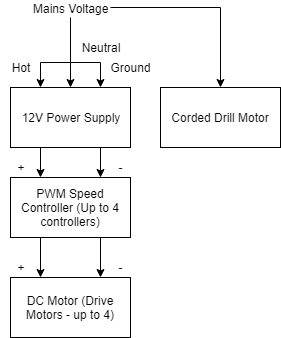 Mains Voltage
Neutral
Hot
Ground
12V Power Supply
Corded Drill Motor
+
-
PWM Speed
Controller (Up to 4
controllers)
+
-
DC Motor (Drive
Motors - up to 4)